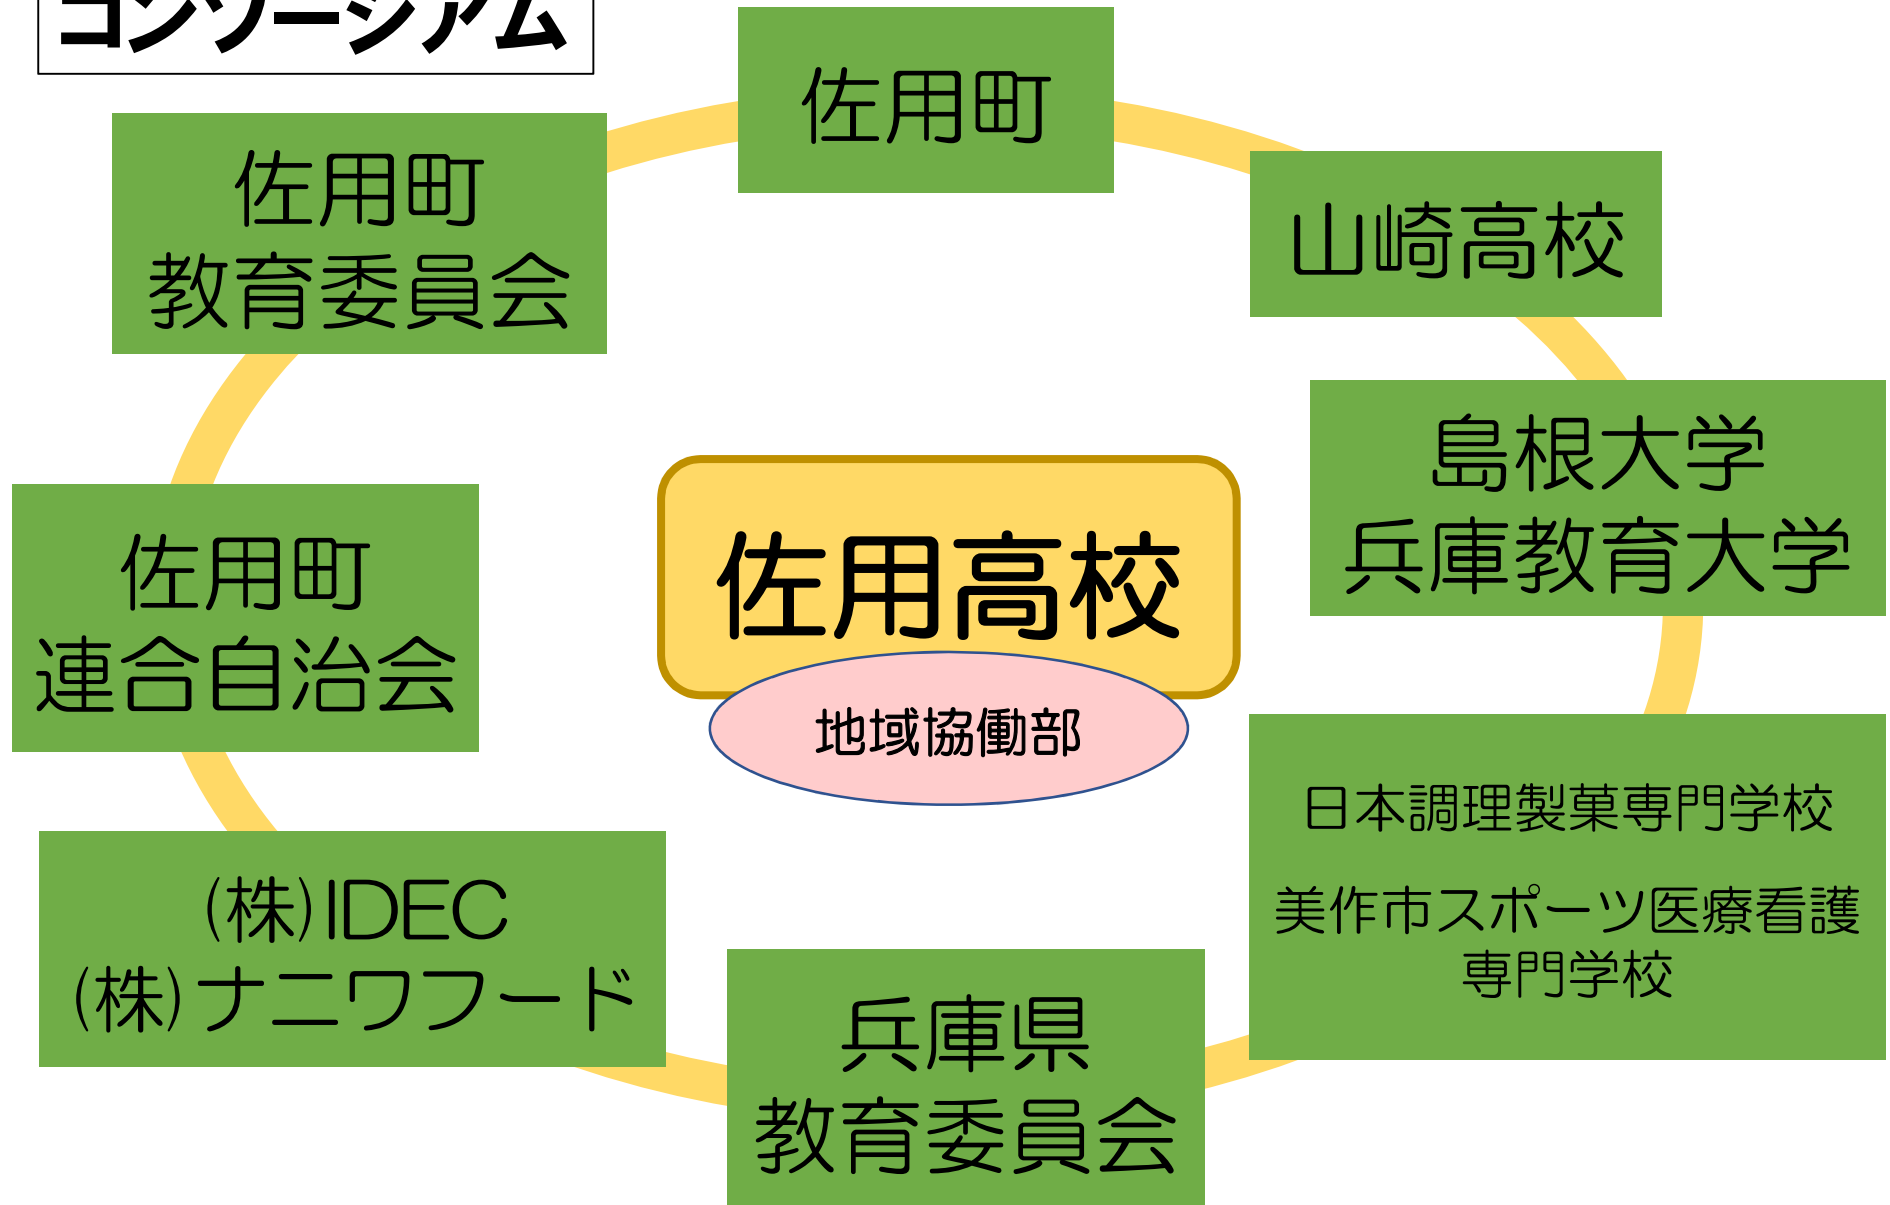 コンソーシアム
佐用町
佐用町
教育委員会
山崎高校
島根大学
兵庫教育大学
佐用町
連合自治会
佐用高校
地域協働部
日本調理製菓専門学校
美作市スポーツ医療看護
専門学校
(株)IDEC
(株)ナニワフード
兵庫県
教育委員会